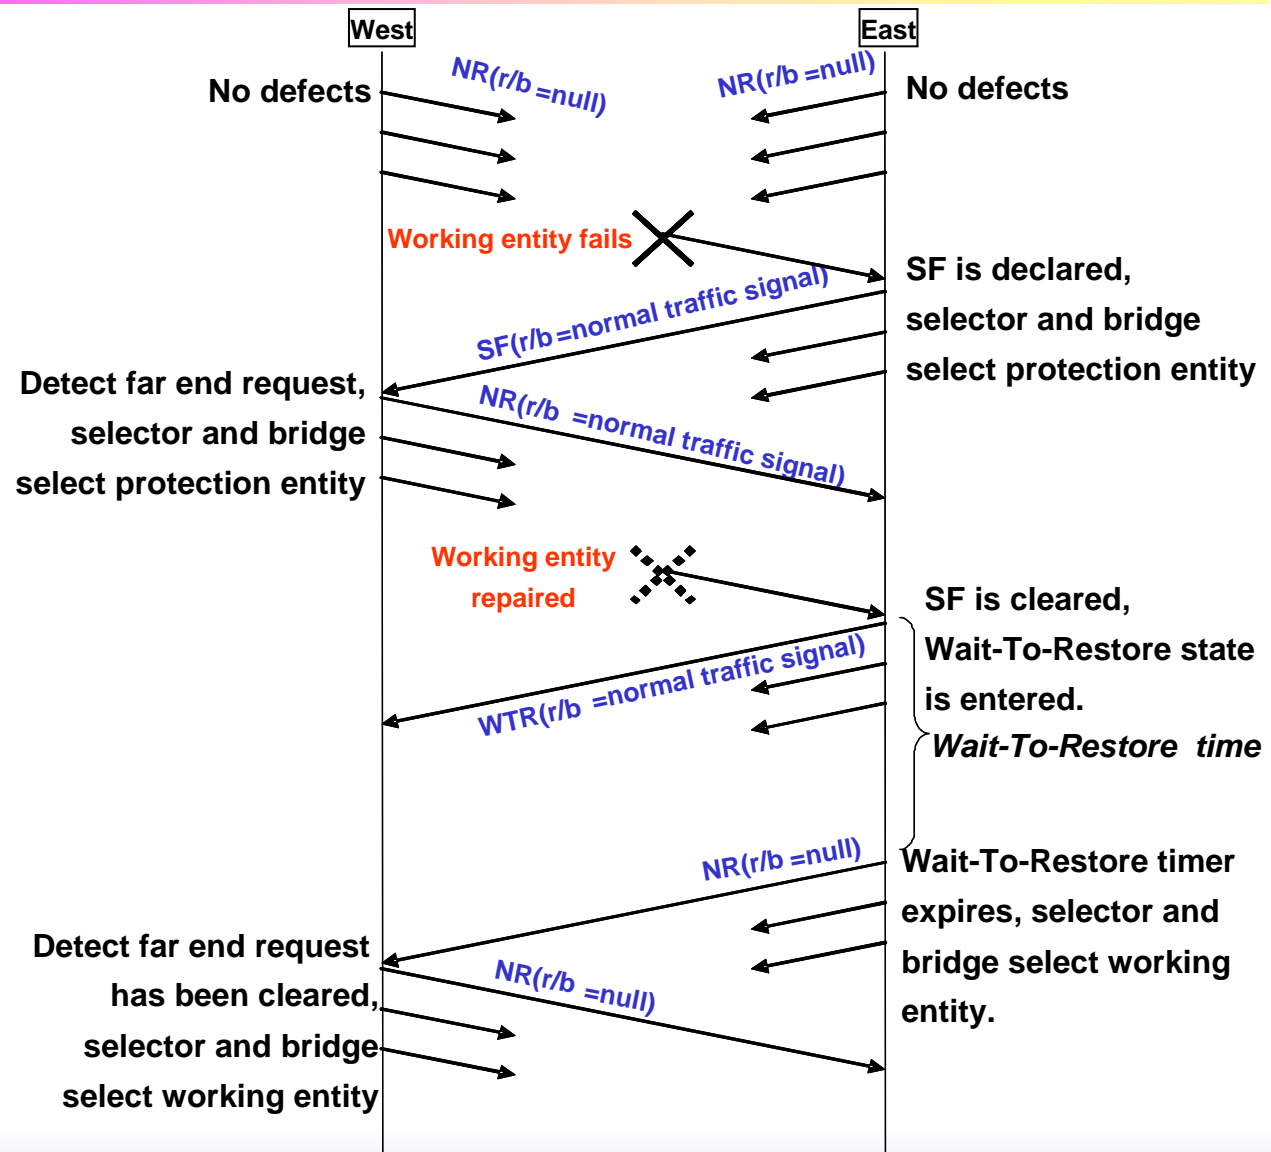 West
East
NR(r/b =null)
NR(r/b =null)
No defects
No defects
Working entity fails
SF is declared,
selector and bridge
select protection entity
SF(r/b =normal traffic signal)
Detect far end request,
selector and bridge
select protection entity
NR(r/b =normal traffic signal)
Working entity
repaired
SF is cleared,
Wait-To-Restore state
is entered.
Wait-To-Restore time
WTR(r/b =normal traffic signal)
NR(r/b =null)
Wait-To-Restore timer
expires, selector and
bridge select working
entity.
Detect far end request
has been cleared,
selector and bridge
select working entity
NR(r/b =null)